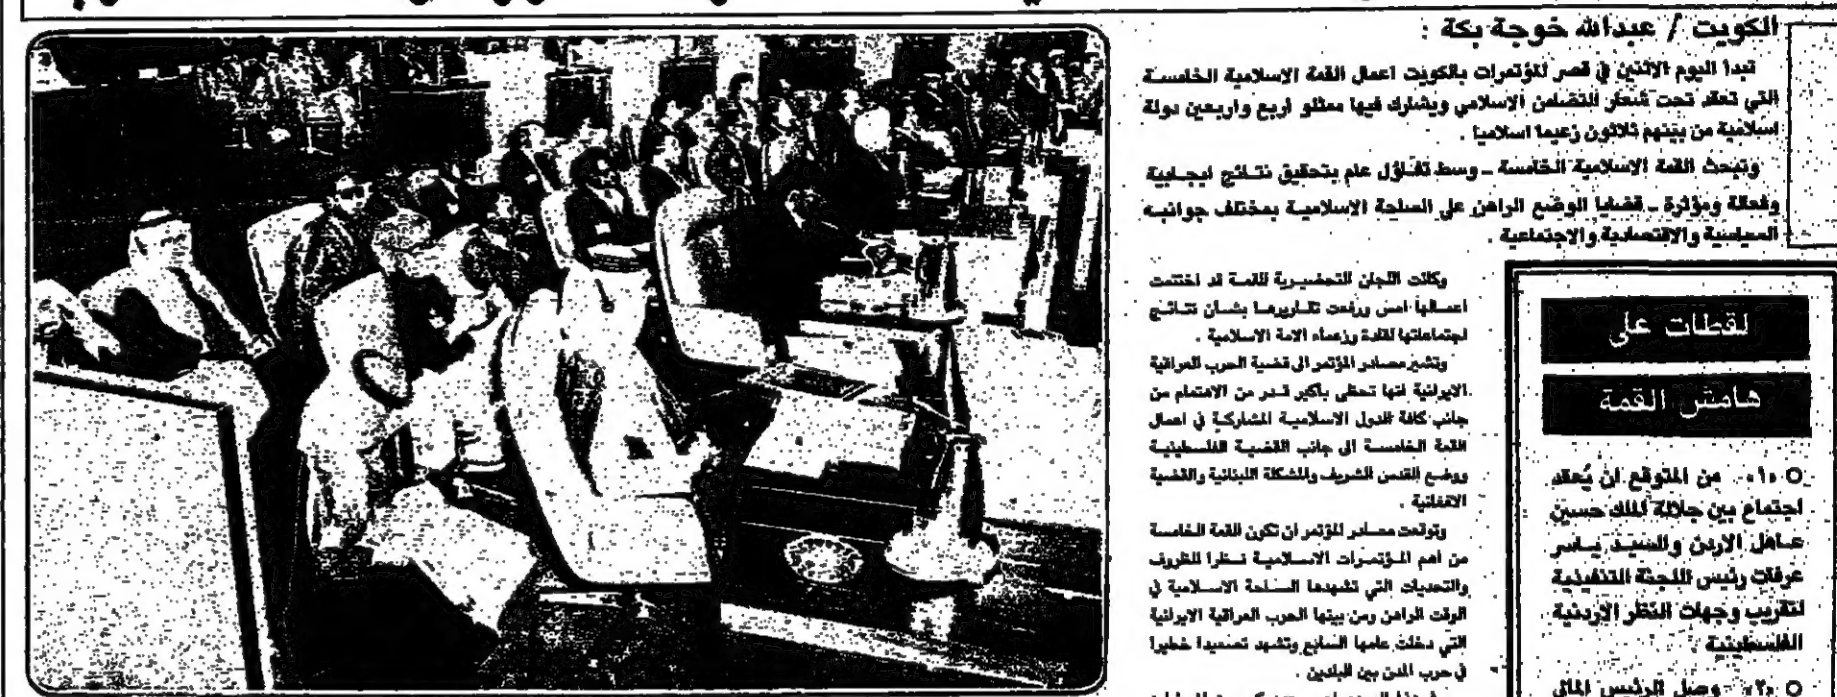 الكويت / عبدالله خوجة بكة :
تبدأ اليوم الاثنين في قصر المؤتمرات بالكويت اعمال القمة الإسلامية الخامسة
التي تعقد تحت شعار التضامن الإسلامي ويشارك فيها ممثلو اربع واربعين دولة
اسلامية من بينهم ثلاثون زعيما اسلاميا .
وتبحث القمة الإسلامية الخامسة ـ وسط تفاؤل عام بتحقيق نتائج ايجابية
وفعالة ومؤثرة ـ قضايا الوضع الراهن على الساحة الإسلامية بمختلف جوانبه
السياسية والاقتصادية والاجتماعية .
وكانت اللجان التحضيرية للقمة قد اختتمت
اعمالها امس ورفعت تقاريرها بشأن نتائج
اجتماعاتها لقادة وزعماء الامة الاسلامية .
وتشير مصادر المؤتمر الى قضية الحرب العراقية
الايرانية انها تحظى باكبر قدر من الاهتمام من
جانب كافة الدول الاسلامية المشاركة في اعمال
القمة الخامسة الى جانب القضية الفلسطينية
ووضع القدس الشريف والمشكلة اللبنانية والقضية
الافغانية .
وتوقعت مصادر المؤتمر ان تكون القمة الخامسة
من اهم المؤتمرات الاسلامية نظرا للظروف
والتحديات التي تشهدها الساحة الاسلامية في
الوقت الراهن ومن بينها الحرب العراقية الايرانية
التي دخلت عامها السابع وتشهد تصعيدا خطيرا
في حرب المدن بين البلدين .
لقطات على
هامش القمة
○ «١» من المتوقع ان يُعقد
اجتماع بين جلالة الملك حسين
عاهل الاردن والسيد ياسر
عرفات رئيس اللجنة التنفيذية
لتقريب وجهات النظر الاردنية
الفلسطينية
○ «٢» وصل الرئيس المالي